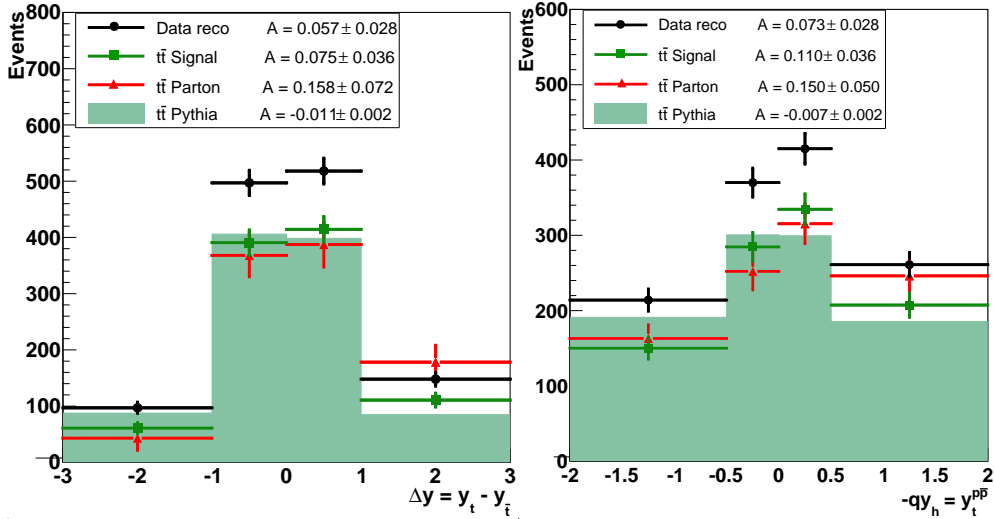 Events
800
700
600
500
400
300
200
100
0
Data reco A = 0.057± 0.028
tt̄ Signal A = 0.075± 0.036
tt̄ Parton A = 0.158± 0.072
tt̄ Pythia A = -0.011± 0.002
-3 -2 -1 0 1 2 3
Δy = y_t - y_t̄
Events
600
500
400
300
200
100
0
Data reco A = 0.073± 0.028
tt̄ Signal A = 0.110± 0.036
tt̄ Parton A = 0.150± 0.050
tt̄ Pythia A = -0.007± 0.002
-2 -1.5 -1 -0.5 0 0.5 1 1.5 2
-qy_h = y_t^pp̄